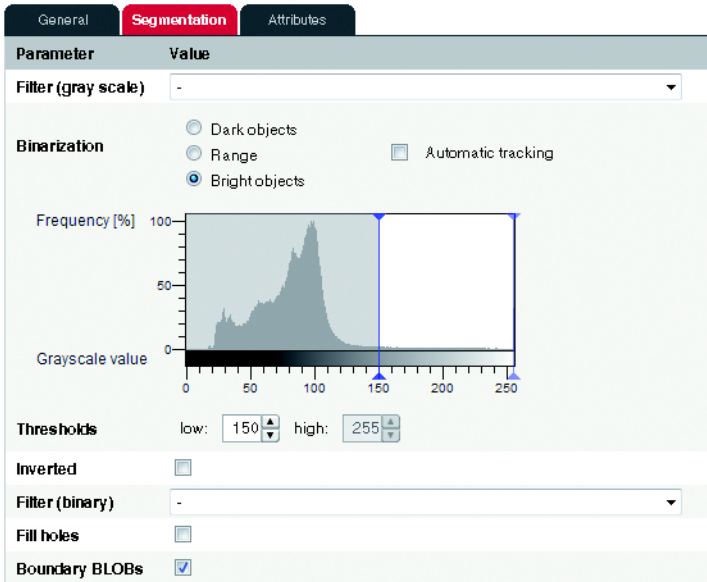 General Segmentation Attributes
Parameter Value
Filter (gray scale) -
Dark objects
Binarization Range Automatic tracking
Bright objects
Frequency [%] 100
50
0
Grayscale value
0 50 100 150 200 250
Thresholds low: 150 high: 255
Inverted
Filter (binary) -
Fill holes
Boundary BLOBs